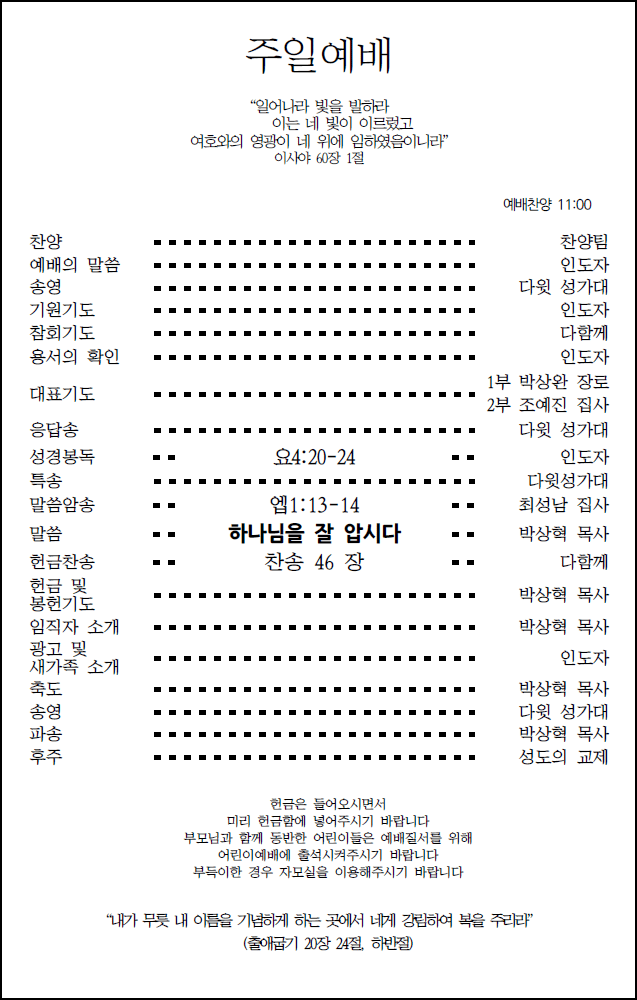 주일예배
“일어나라 빛을 발하라
이는 네 빛이 이르렀고
여호와의 영광이 네 위에 임하였음이니라”
이사야 60장 1절
예배찬양 11:00
찬양 찬양팀
예배의 말씀 인도자
송영 다윗 성가대
기원기도 인도자
참회기도 다함께
용서의 확인 인도자
대표기도 1부 박상완 장로
2부 조예진 집사
응답송 다윗 성가대
성경봉독 요4:20-24 인도자
특송 다윗성가대
말씀암송 엡1:13-14 최성남 집사
말씀 하나님을 잘 압시다 박상혁 목사
헌금찬송 찬송 46 장 다함께
헌금 및
봉헌기도 박상혁 목사
임직자 소개 박상혁 목사
광고 및
새가족 소개 인도자
축도 박상혁 목사
송영 다윗 성가대
파송 박상혁 목사
후주 성도의 교제
헌금은 들어오시면서
미리 헌금함에 넣어주시기 바랍니다
부모님과 함께 동반한 어린이들은 예배질서를 위해
어린이예배에 출석시켜주시기 바랍니다
부득이한 경우 자모실을 이용해주시기 바랍니다
“내가 무릇 내 이름을 기념하게 하는 곳에서 네게 강림하여 복을 주리라”
(출애굽기 20장 24절, 하반절)